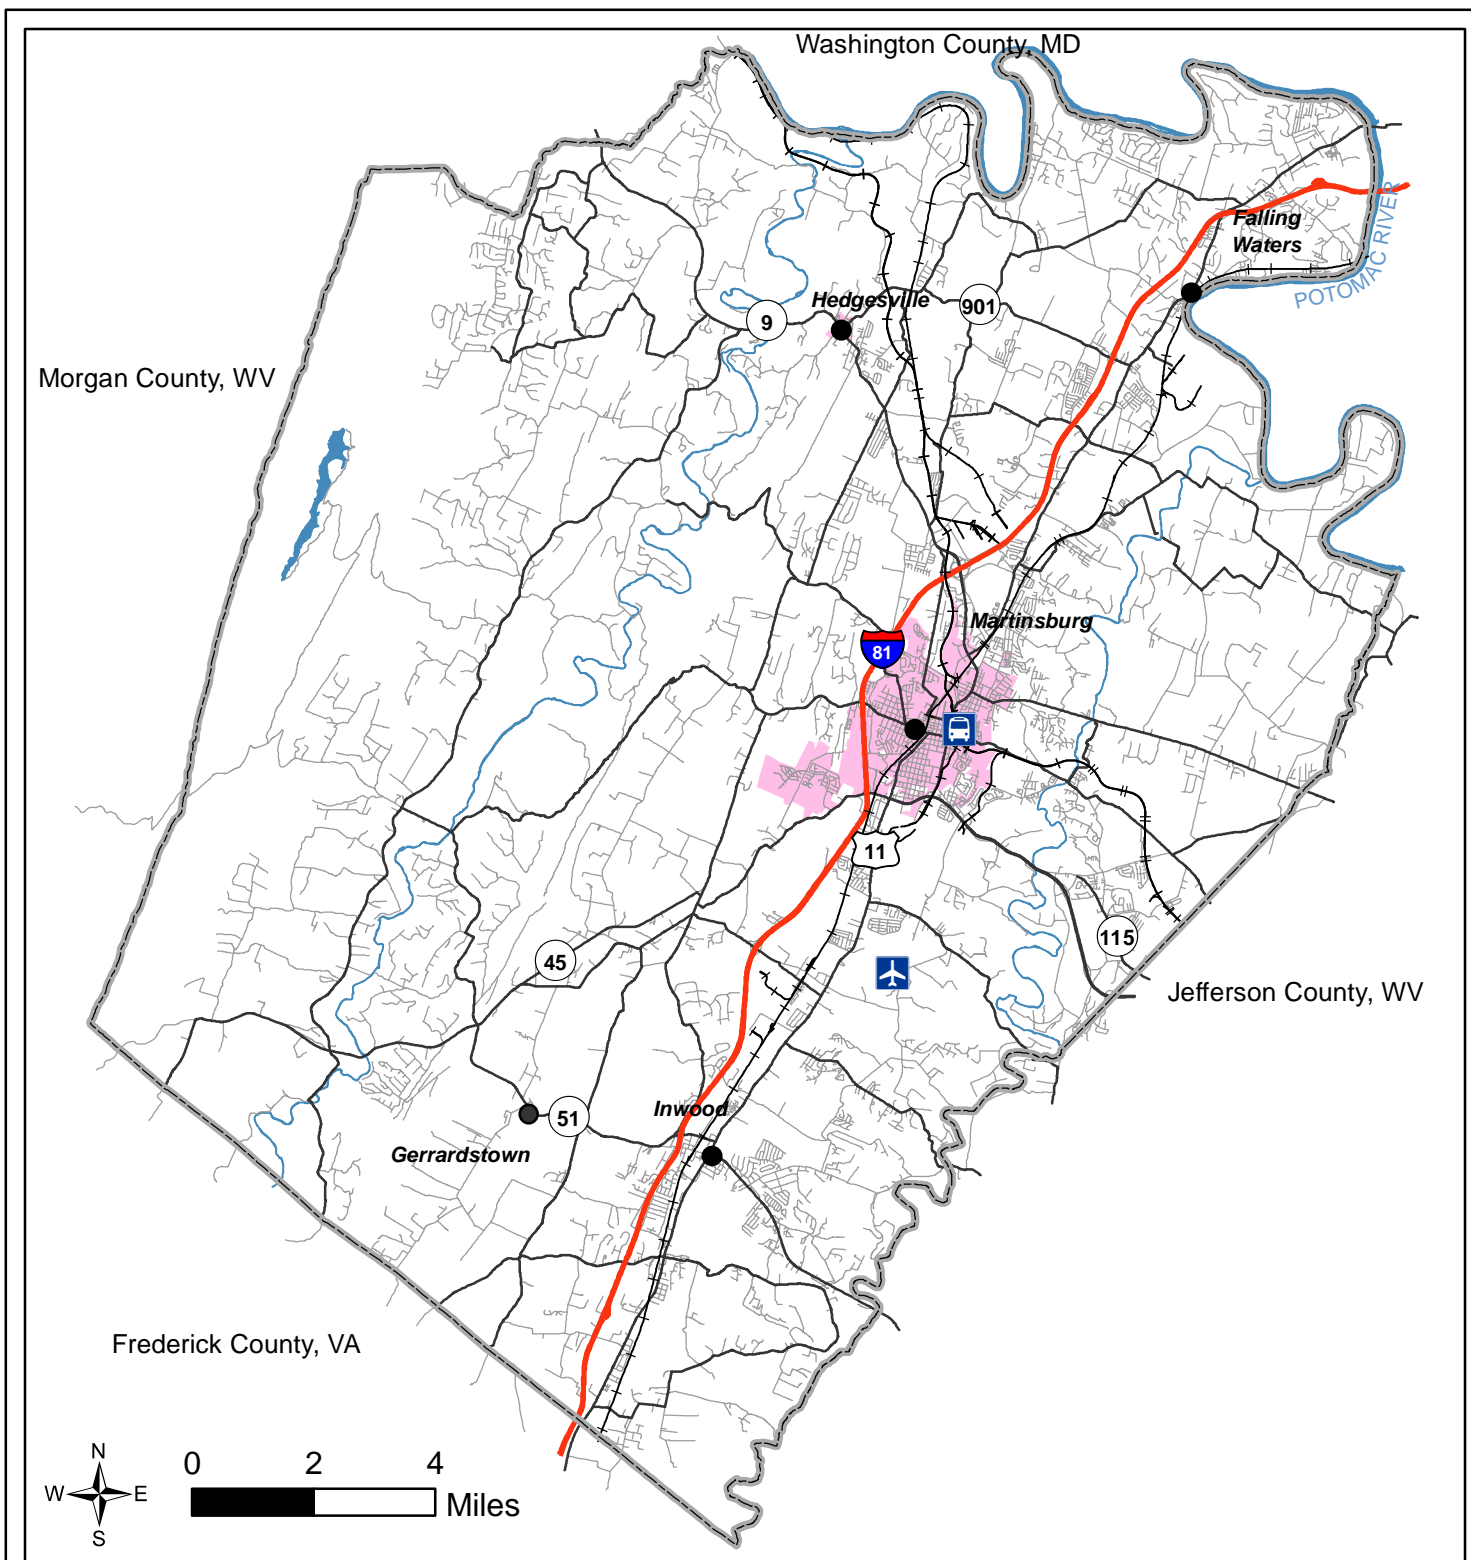 Washington County, MD
Falling
Waters
POTOMAC RIVER
Hedgesville
901
9
Morgan County, WV
Martinsburg
81
11
115
45
Jefferson County, WV
Inwood
51
Gerrardstown
Frederick County, VA
N
W E
S
0 2 4
Miles